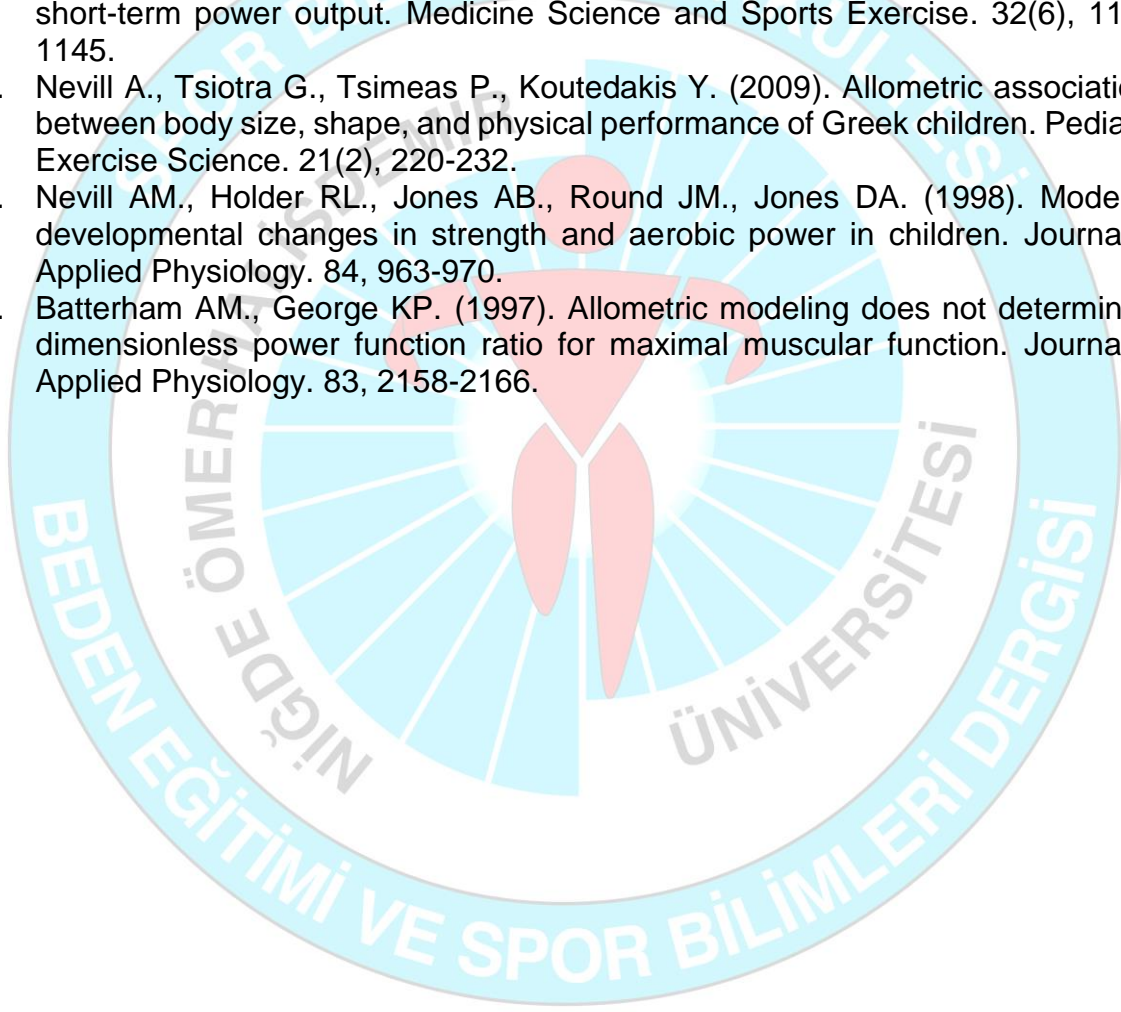 short-term power output. Medicine Science and Sports Exercise. 32(6), 11
1145.
. Nevill A., Tsiotra G., Tsimeas P., Koutedakis Y. (2009). Allometric associati
between body size, shape, and physical performance of Greek children. Pedia
Exercise Science. 21(2), 220-232.
. Nevill AM., Holder RL., Jones AB., Round JM., Jones DA. (1998). Mode
developmental changes in strength and aerobic power in children. Journa
Applied Physiology. 84, 963-970.
. Batterham AM., George KP. (1997). Allometric modeling does not determin
dimensionless power function ratio for maximal muscular function. Journa
Applied Physiology. 83, 2158-2166.
NİĞDE ÖMER HALİSDEMİR
ÜNİVERSİTESİ
BEDEN EĞİTİMİ VE SPOR BİLİMLERİ DERGİSİ